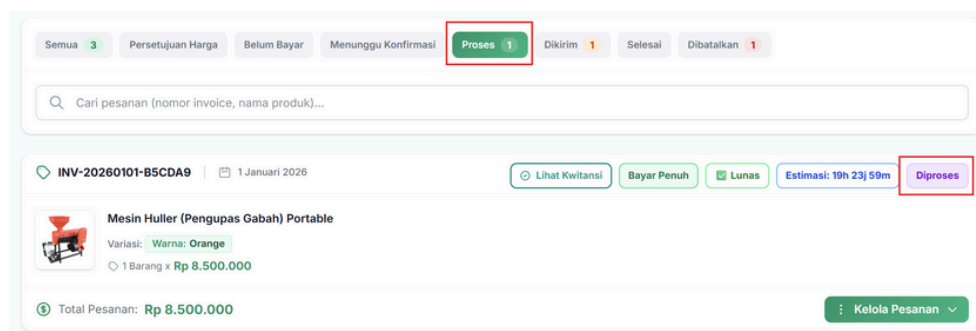 Semua 3 Persetujuan Harga Belum Bayar Menunggu Konfirmasi Proses 1 Dikirim 1 Selesai Dibatalkan 1
Cari pesanan (nomor invoice, nama produk)...
INV-20260101-B5CDA9 1 Januari 2026 Lihat Kwitansi Bayar Penuh Lunas Estimasi: 19h 23j 59m Diproses
Mesin Huller (Pengupas Gabah) Portable
Variasi: Warna: Orange
1 Barang x Rp 8.500.000
Total Pesanan: Rp 8.500.000 Kelola Pesanan